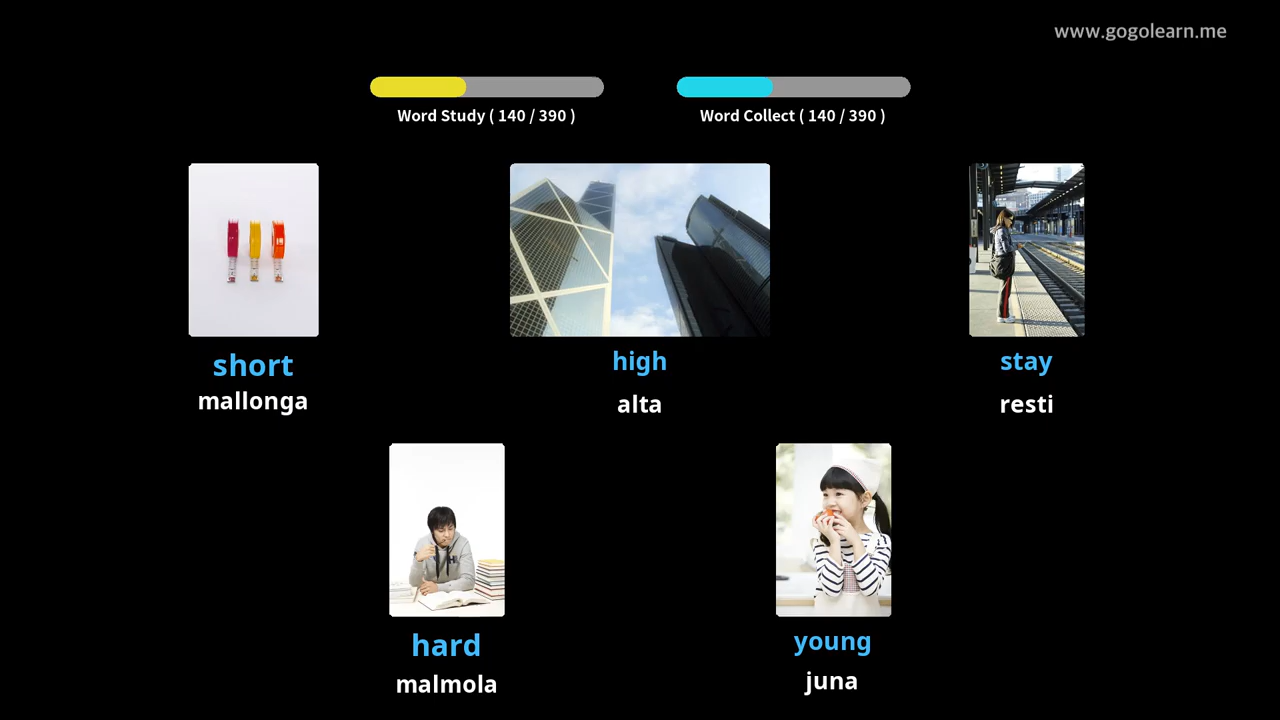 www.gogolearn.me
Word Study ( 140 / 390 )
Word Collect ( 140 / 390 )
short
mallonga
high
alta
stay
resti
hard
malmola
young
juna